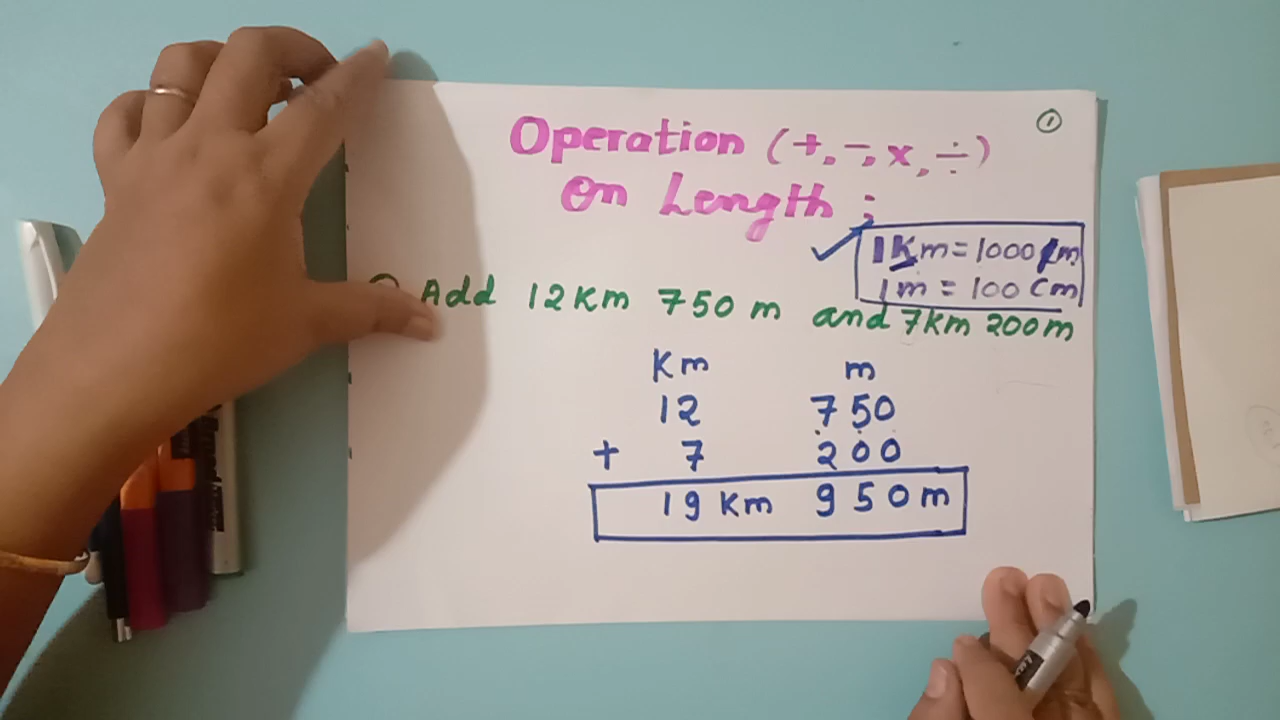 ①
Operation (+, -, x, ÷)
on Length :
1Km = 1000 m
1m = 100 Cm
Add 12Km 750 m and 7Km 200m
Km m
12 750
+ 7 200
19 Km 950m